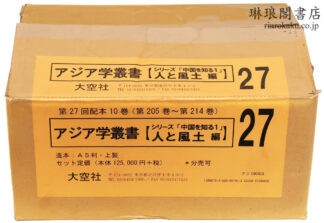 琳琅閣書店
rinrokaku.co.jp
アジア学叢書 シリーズ「中国を知る1」【人と風土 編】 27
大空社
第27回配本10巻(第205巻～第214巻)
アジア学叢書 シリーズ「中国を知る1」【人と風土 編】 27
造本：A5判・上製
セット定価（本体125,000円+税） *分売可
大空社